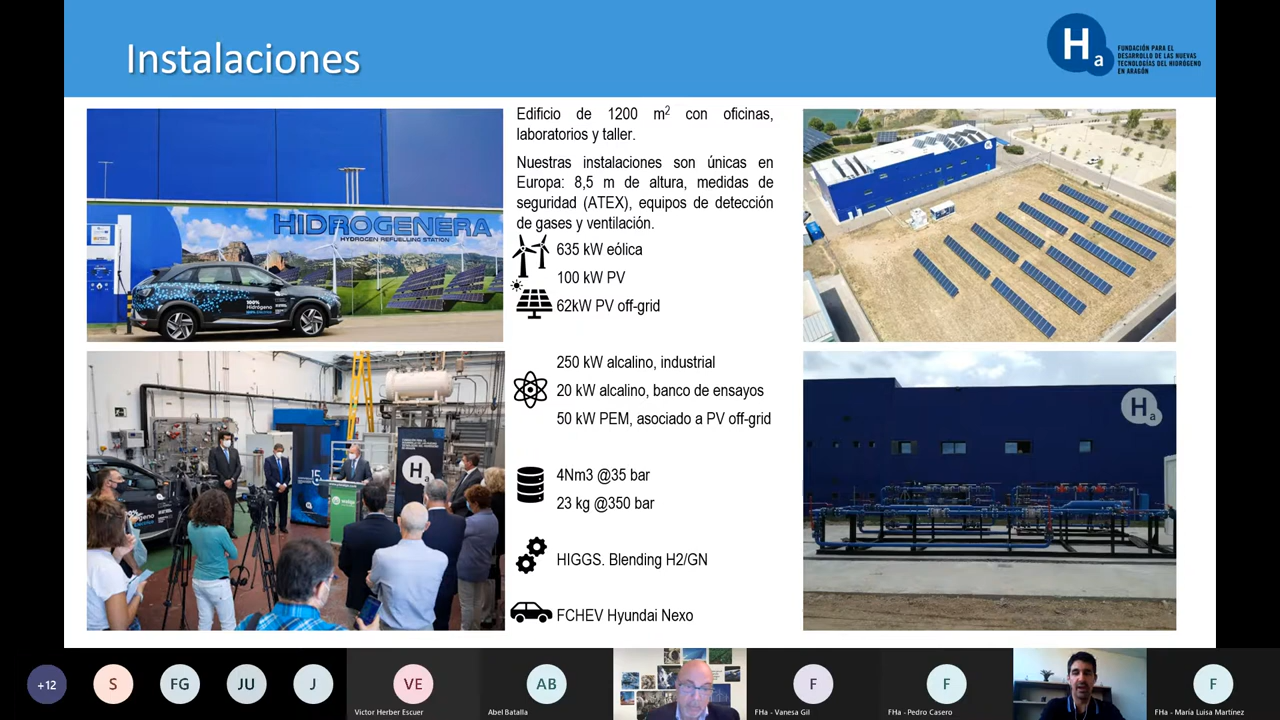 Instalaciones
H
a
FUNDACIÓN PARA EL
DESARROLLO DE LAS NUEVAS
TECNOLOGÍAS DEL HIDRÓGENO
EN ARAGÓN
HIDROGENERA
HYDROGEN REFUELLING STATION
100%
Hidrógeno
Edificio de 1200 m2 con oficinas,
laboratorios y taller.
Nuestras instalaciones son únicas en
Europa: 8,5 m de altura, medidas de
seguridad (ATEX), equipos de detección
de gases y ventilación.
635 kW eólica
100 kW PV
62kW PV off-grid
250 kW alcalino, industrial
20 kW alcalino, banco de ensayos
50 kW PEM, asociado a PV off-grid
4Nm3 @35 bar
23 kg @350 bar
HIGGS. Blending H2/GN
FCHEV Hyundai Nexo
15
H
a
H
a
+12
S
FG
JU
J
VE
Victor Herber Escuer
AB
Abel Batalla
F
FHa - Vanesa Gil
F
FHa - Pedro Casero
F
FHa - María Luisa Martínez